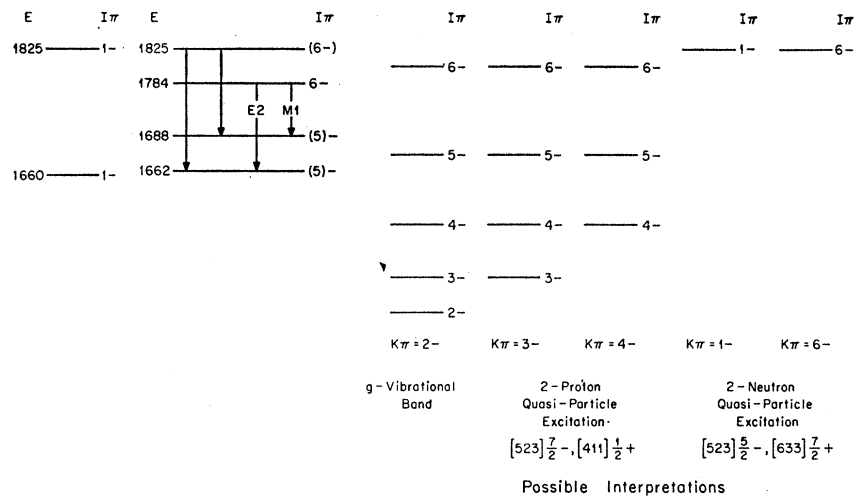 E Iπ E Iπ Iπ Iπ Iπ Iπ Iπ
1825 1- 1825 (6-) 1- 6-
1784 6- 6- 6- 6-
E2 M1
1688 (5)- 5- 5- 5-
1660 1- 1662 (5)-
4- 4- 4-
3- 3-
2-
Kπ=2- Kπ=3- Kπ=4- Kπ=1- Kπ=6-
g-Vibrational 2-Proton 2-Neutron
Band Quasi-Particle Quasi-Particle
Excitation Excitation
[523]7/2-,[411]1/2+ [523]5/2-,[633]7/2+
Possible Interpretations